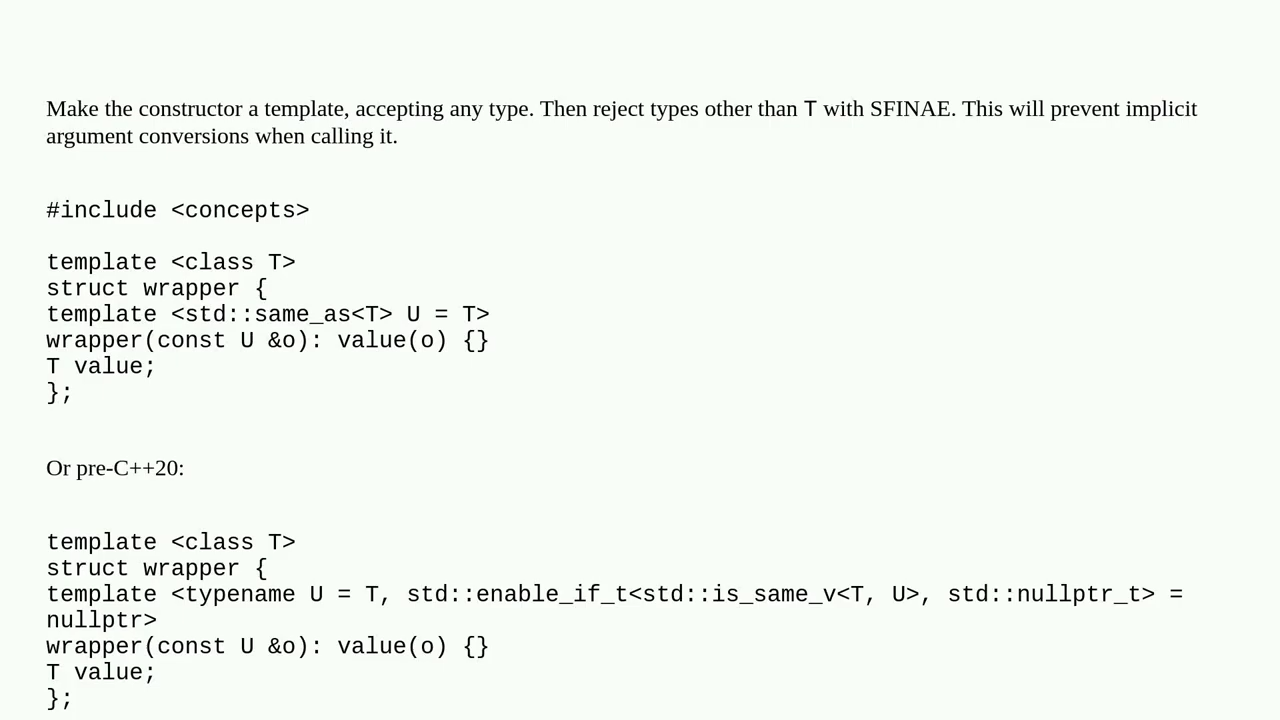 Make the constructor a template, accepting any type. Then reject types other than T with SFINAE. This will prevent implicit
argument conversions when calling it.
#include <concepts>
template <class T>
struct wrapper {
template <std::same_as<T> U = T>
wrapper(const U &o): value(o) {}
T value;
};
Or pre-C++20:
template <class T>
struct wrapper {
template <typename U = T, std::enable_if_t<std::is_same_v<T, U>, std::nullptr_t> =
nullptr>
wrapper(const U &o): value(o) {}
T value;
};